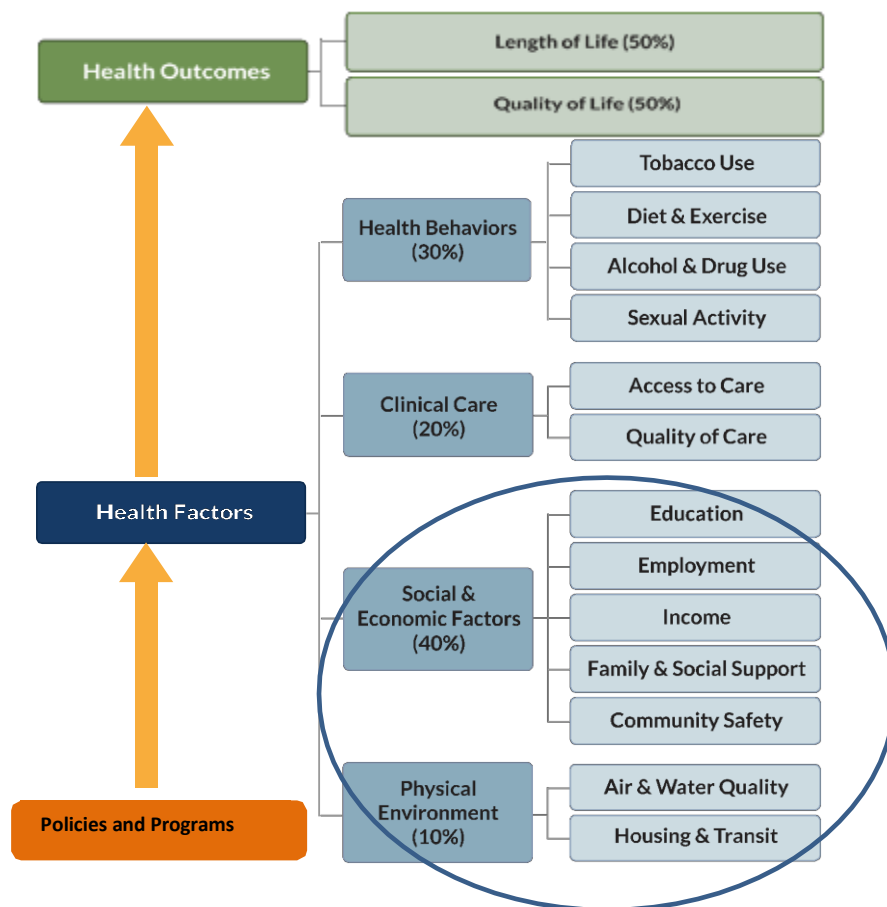 Health Outcomes
Length of Life (50%)
Quality of Life (50%)
Health Factors
Health Behaviors
(30%)
Tobacco Use
Diet & Exercise
Alcohol & Drug Use
Sexual Activity
Clinical Care
(20%)
Access to Care
Quality of Care
Social &
Economic Factors
(40%)
Education
Employment
Income
Family & Social Support
Community Safety
Physical
Environment
(10%)
Air & Water Quality
Housing & Transit
Policies and Programs